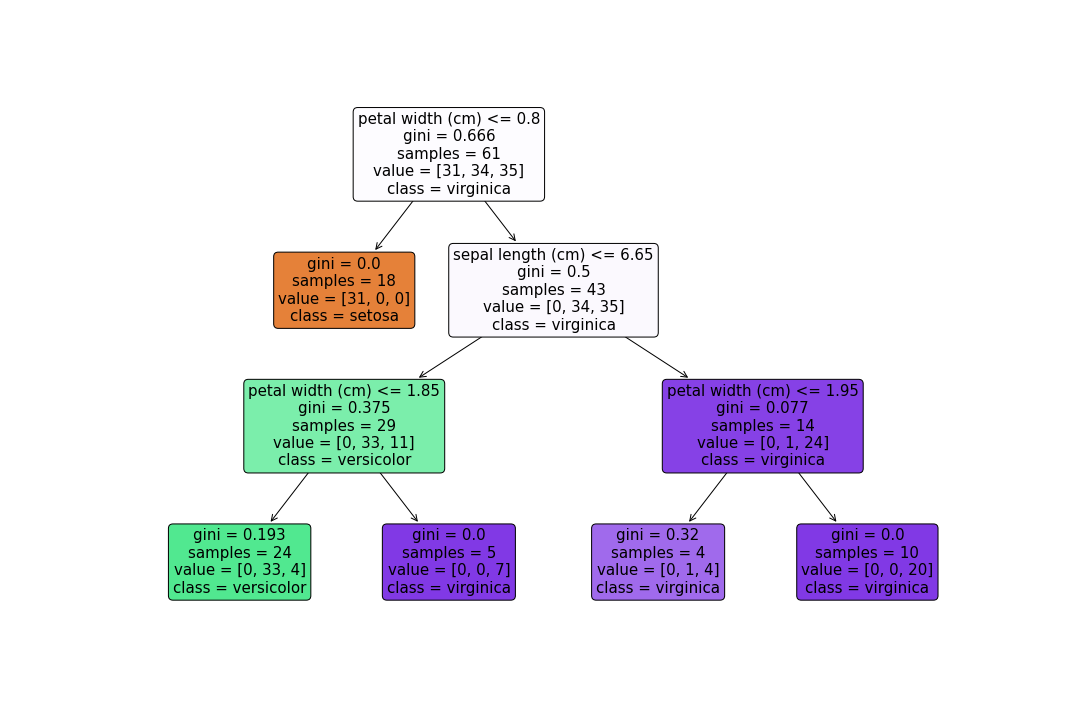 petal width (cm) <= 0.8
gini = 0.666
samples = 61
value = [31, 34, 35]
class = virginica
gini = 0.0
samples = 18
value = [31, 0, 0]
class = setosa
sepal length (cm) <= 6.65
gini = 0.5
samples = 43
value = [0, 34, 35]
class = virginica
petal width (cm) <= 1.85
gini = 0.375
samples = 29
value = [0, 33, 11]
class = versicolor
petal width (cm) <= 1.95
gini = 0.077
samples = 14
value = [0, 1, 24]
class = virginica
gini = 0.193
samples = 24
value = [0, 33, 4]
class = versicolor
gini = 0.0
samples = 5
value = [0, 0, 7]
class = virginica
gini = 0.32
samples = 4
value = [0, 1, 4]
class = virginica
gini = 0.0
samples = 10
value = [0, 0, 20]
class = virginica